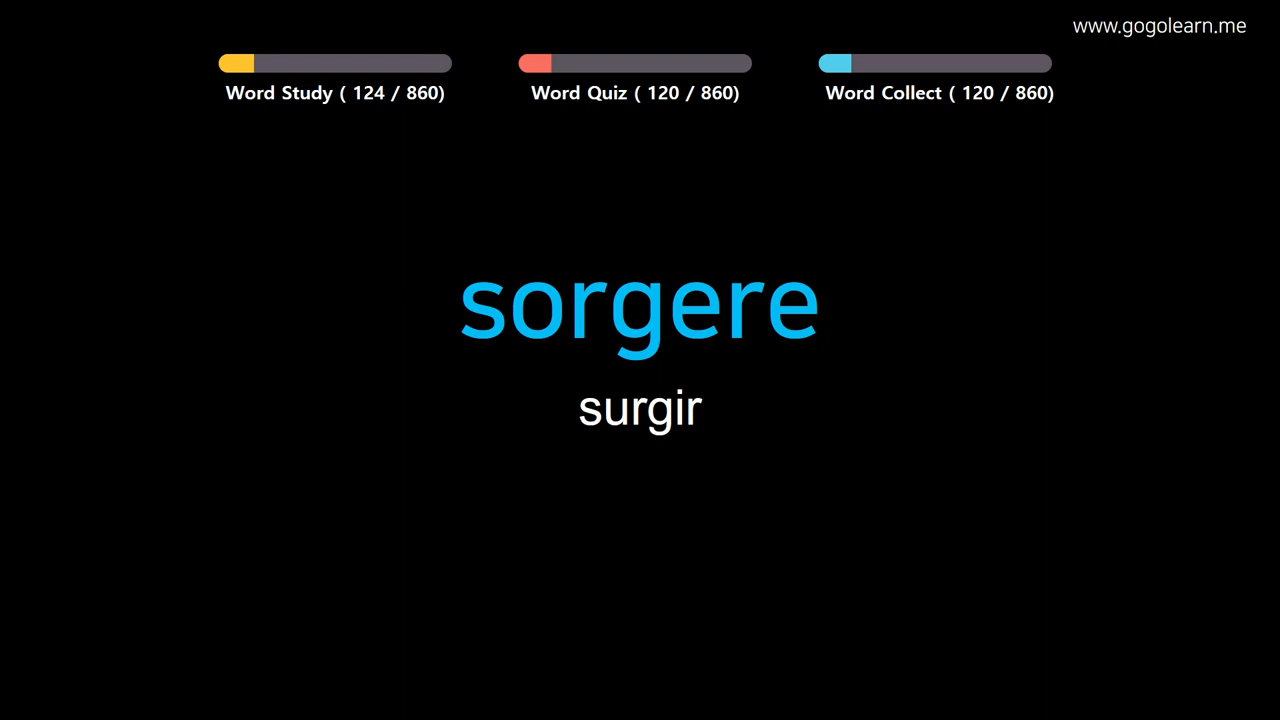 www.gogolearn.me
Word Study ( 124 / 860)
Word Quiz ( 120 / 860)
Word Collect ( 120 / 860)
sorgere
surgir